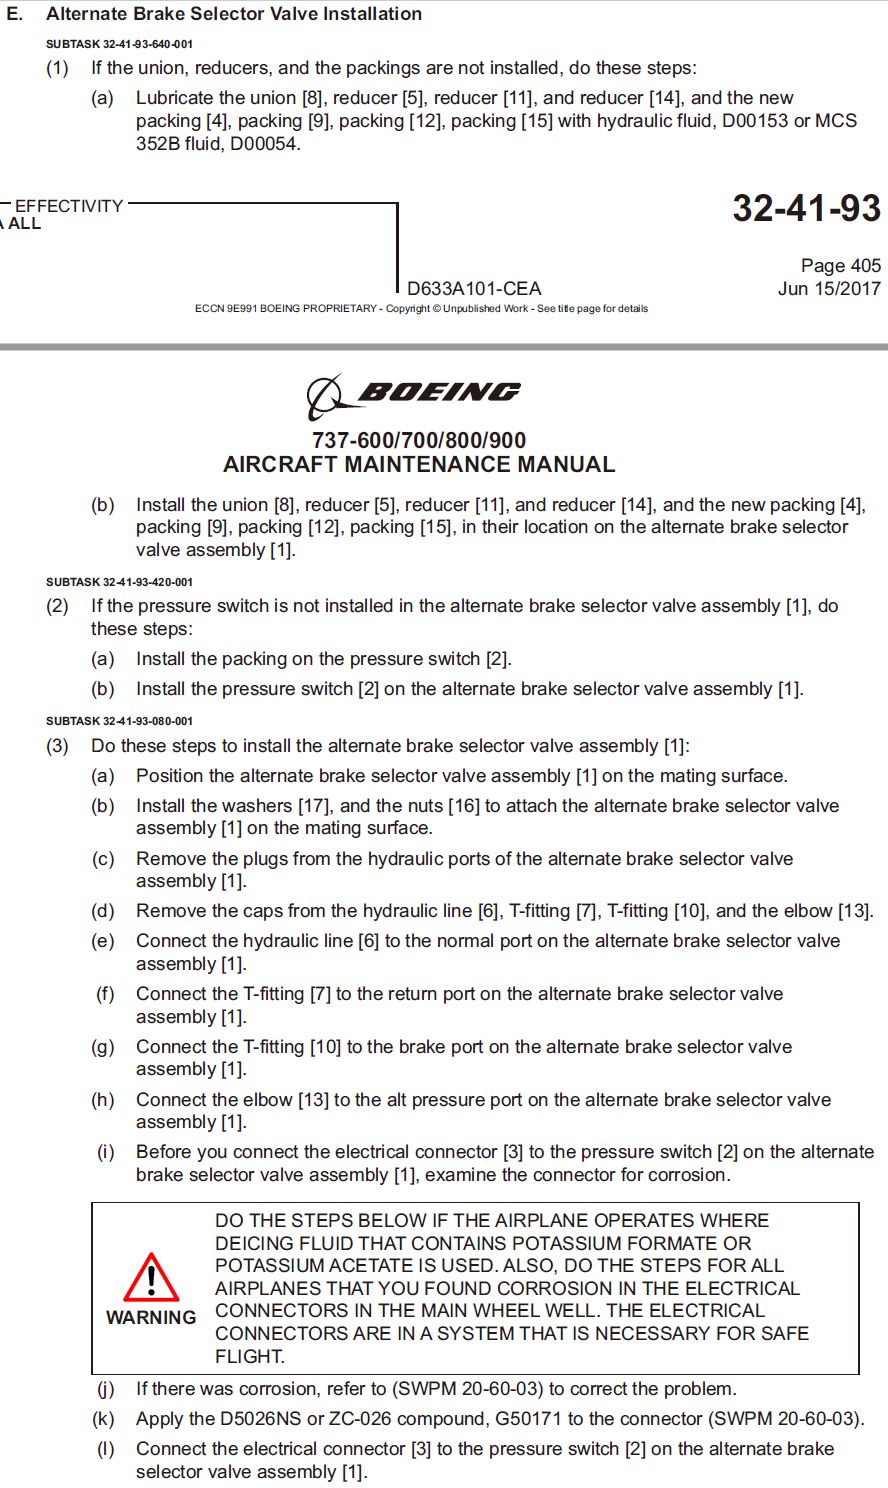 E. Alternate Brake Selector Valve Installation
SUBTASK 32-41-93-640-001
(1) If the union, reducers, and the packings are not installed, do these steps:
(a) Lubricate the union [8], reducer [5], reducer [11], and reducer [14], and the new
packing [4], packing [9], packing [12], packing [15] with hydraulic fluid, D00153 or MCS
352B fluid, D00054.
EFFECTIVITY
ALL
32-41-93
Page 405
D633A101-CEA
Jun 15/2017
ECCN 9E991 BOEING PROPRIETARY - Copyright © Unpublished Work - See title page for details
BOEING
737-600/700/800/900
AIRCRAFT MAINTENANCE MANUAL
(b) Install the union [8], reducer [5], reducer [11], and reducer [14], and the new packing [4],
packing [9], packing [12], packing [15], in their location on the alternate brake selector
valve assembly [1].
SUBTASK 32-41-93-420-001
(2) If the pressure switch is not installed in the alternate brake selector valve assembly [1], do
these steps:
(a) Install the packing on the pressure switch [2].
(b) Install the pressure switch [2] on the alternate brake selector valve assembly [1].
SUBTASK 32-41-93-080-001
(3) Do these steps to install the alternate brake selector valve assembly [1]:
(a) Position the alternate brake selector valve assembly [1] on the mating surface.
(b) Install the washers [17], and the nuts [16] to attach the alternate brake selector valve
assembly [1] on the mating surface.
(c) Remove the plugs from the hydraulic ports of the alternate brake selector valve
assembly [1].
(d) Remove the caps from the hydraulic line [6], T-fitting [7], T-fitting [10], and the elbow [13].
(e) Connect the hydraulic line [6] to the normal port on the alternate brake selector valve
assembly [1].
(f) Connect the T-fitting [7] to the return port on the alternate brake selector valve
assembly [1].
(g) Connect the T-fitting [10] to the brake port on the alternate brake selector valve
assembly [1].
(h) Connect the elbow [13] to the alt pressure port on the alternate brake selector valve
assembly [1].
(i) Before you connect the electrical connector [3] to the pressure switch [2] on the alternate
brake selector valve assembly [1], examine the connector for corrosion.
DO THE STEPS BELOW IF THE AIRPLANE OPERATES WHERE
DEICING FLUID THAT CONTAINS POTASSIUM FORMATE OR
POTASSIUM ACETATE IS USED. ALSO, DO THE STEPS FOR ALL
AIRPLANES THAT YOU FOUND CORROSION IN THE ELECTRICAL
WARNING CONNECTORS IN THE MAIN WHEEL WELL. THE ELECTRICAL
CONNECTORS ARE IN A SYSTEM THAT IS NECESSARY FOR SAFE
FLIGHT.
(j) If there was corrosion, refer to (SWPM 20-60-03) to correct the problem.
(k) Apply the D5026NS or ZC-026 compound, G50171 to the connector (SWPM 20-60-03).
(l) Connect the electrical connector [3] to the pressure switch [2] on the alternate brake
selector valve assembly [1].